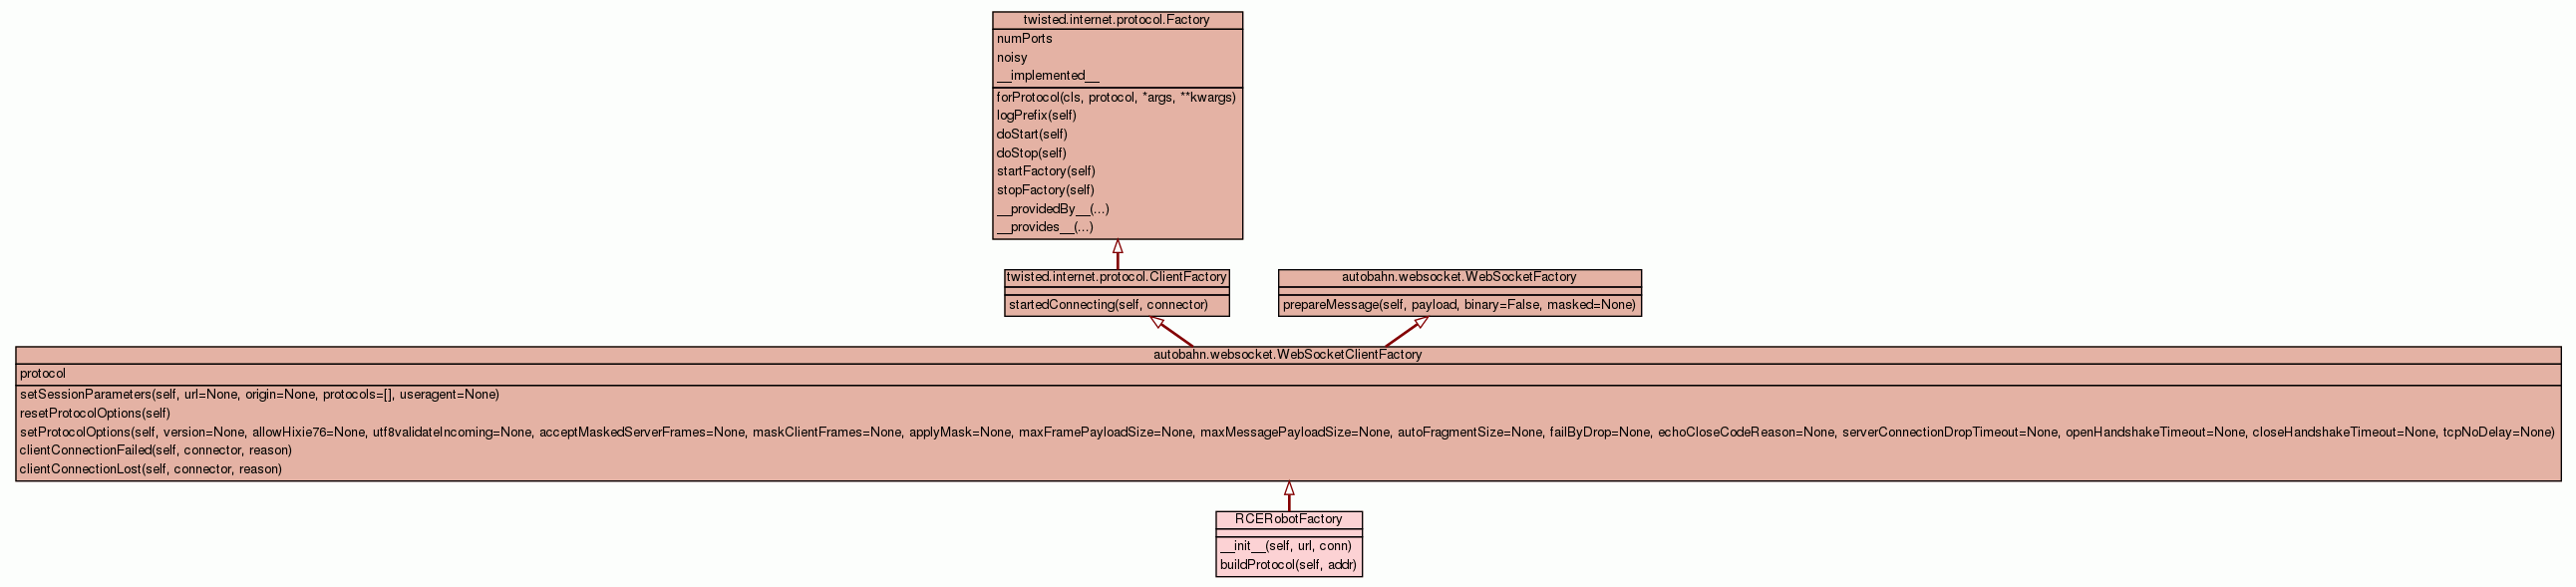 twisted.internet.protocol.Factory
numPorts
noisy
__implemented__
forProtocol(cls, protocol, *args, **kwargs)
logPrefix(self)
doStart(self)
doStop(self)
startFactory(self)
stopFactory(self)
__providedBy__(...)
__provides__(...)
twisted.internet.protocol.ClientFactory
startedConnecting(self, connector)
autobahn.websocket.WebSocketFactory
prepareMessage(self, payload, binary=False, masked=None)
autobahn.websocket.WebSocketClientFactory
protocol
setSessionParameters(self, url=None, origin=None, protocols=[], useragent=None)
resetProtocolOptions(self)
setProtocolOptions(self, version=None, allowHixie76=None, utf8validateIncoming=None, acceptMaskedServerFrames=None, maskClientFrames=None, applyMask=None, maxFramePayloadSize=None, maxMessagePayloadSize=None, autoFragmentSize=None, failByDrop=None, echoCloseCodeReason=None, serverConnectionDropTimeout=None, openHandshakeTimeout=None, closeHandshakeTimeout=None, tcpNoDelay=None)
clientConnectionFailed(self, connector, reason)
clientConnectionLost(self, connector, reason)
RCERobotFactory
__init__(self, url, conn)
buildProtocol(self, addr)